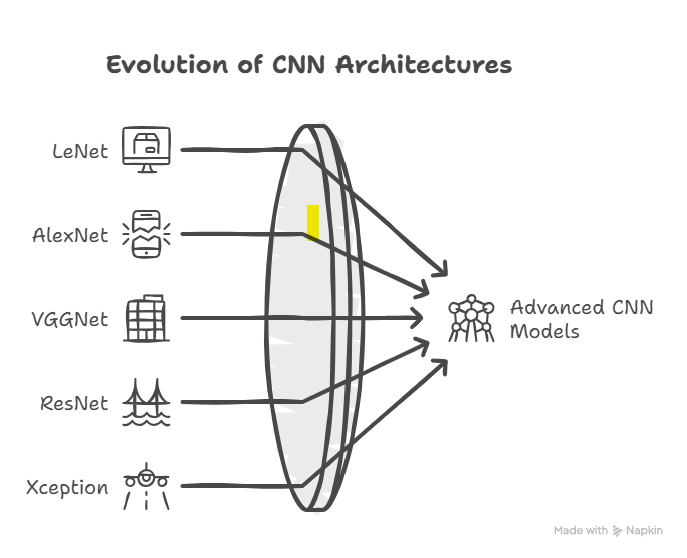 Evolution of CNN Architectures
LeNet
AlexNet
VGGNet
ResNet
Xception
Advanced CNN
Models
Made with Napkin